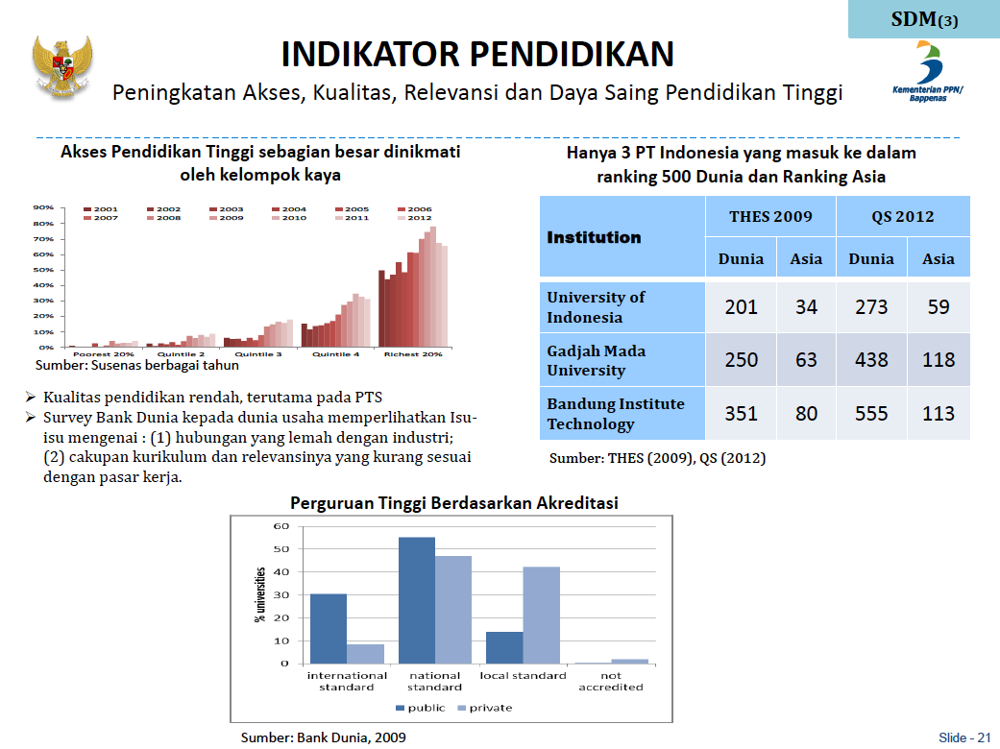 SDM(3)
INDIKATOR PENDIDIKAN
Peningkatan Akses, Kualitas, Relevansi dan Daya Saing Pendidikan Tinggi
Kementerian PPN/
Bappenas
Akses Pendidikan Tinggi sebagian besar dinikmati
oleh kelompok kaya
90%
80%
70%
60%
50%
40%
30%
20%
10%
0%
2001 2002 2003 2004 2005 2006
2007 2008 2009 2010 2011 2012
Poorest 20% Quintile 2 Quintile 3 Quintile 4 Richest 20%
Sumber: Susenas berbagai tahun
➢ Kualitas pendidikan rendah, terutama pada PTS
➢ Survey Bank Dunia kepada dunia usaha memperlihatkan Isu-
isu mengenai : (1) hubungan yang lemah dengan industri;
(2) cakupan kurikulum dan relevansinya yang kurang sesuai
dengan pasar kerja.
Hanya 3 PT Indonesia yang masuk ke dalam
ranking 500 Dunia dan Ranking Asia
Institution THES 2009 QS 2012
Dunia Asia Dunia Asia
University of
Indonesia 201 34 273 59
Gadjah Mada
University 250 63 438 118
Bandung Institute
Technology 351 80 555 113
Sumber: THES (2009), QS (2012)
Perguruan Tinggi Berdasarkan Akreditasi
% universities
60
50
40
30
20
10
0
international
standard
national
standard
local standard
not
accredited
public private
Sumber: Bank Dunia, 2009
Slide - 21